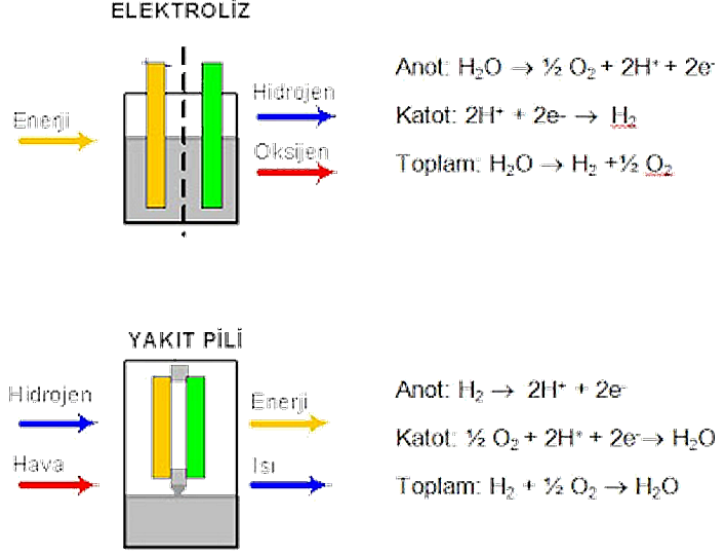 ELEKTROLİZ
Anot: H₂O → ½ O₂ + 2H⁺ + 2e⁻
Hidrojen
Katot: 2H⁺ + 2e- → H₂
Enerji
Oksijen
Toplam: H₂O → H₂ +½ O₂
YAKIT PİLİ
Anot: H₂ → 2H⁺ + 2e⁻
Hidrojen
Enerji
Katot: ½ O₂ + 2H⁺ + 2e⁻→ H₂O
Hava
Isı
Toplam: H₂ + ½ O₂ → H₂O